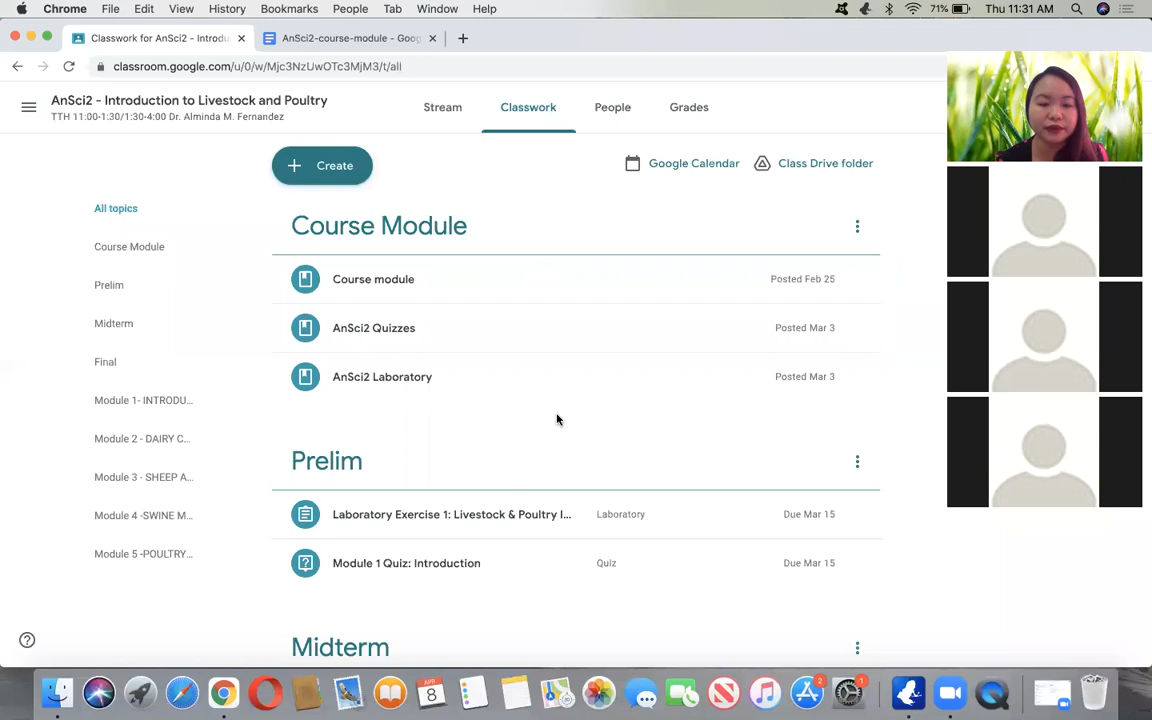 Chrome File Edit View History Bookmarks People Tab Window Help 71% Thu 11:31 AM
Classwork for AnSci2 - Introdu
AnSci2-course-module - Goog
classroom.google.com/u/0/w/Mjc3NzUwOTc3MjM3/t/all
AnSci2 - Introduction to Livestock and Poultry
TTH 11:00-1:30/1:30-4:00 Dr. Alminda M. Fernandez
Stream Classwork People Grades
Create
Google Calendar Class Drive folder
All topics
Course Module
Prelim
Midterm
Final
Module 1- INTRODU...
Module 2 - DAIRY C...
Module 3 - SHEEP A...
Module 4 -SWINE M...
Module 5 -POULTRY...
Course Module
Course module Posted Feb 25
AnSci2 Quizzes Posted Mar 3
AnSci2 Laboratory Posted Mar 3
Prelim
Laboratory Exercise 1: Livestock & Poultry I... Laboratory Due Mar 15
Module 1 Quiz: Introduction Quiz Due Mar 15
Midterm
APR
8
2
1